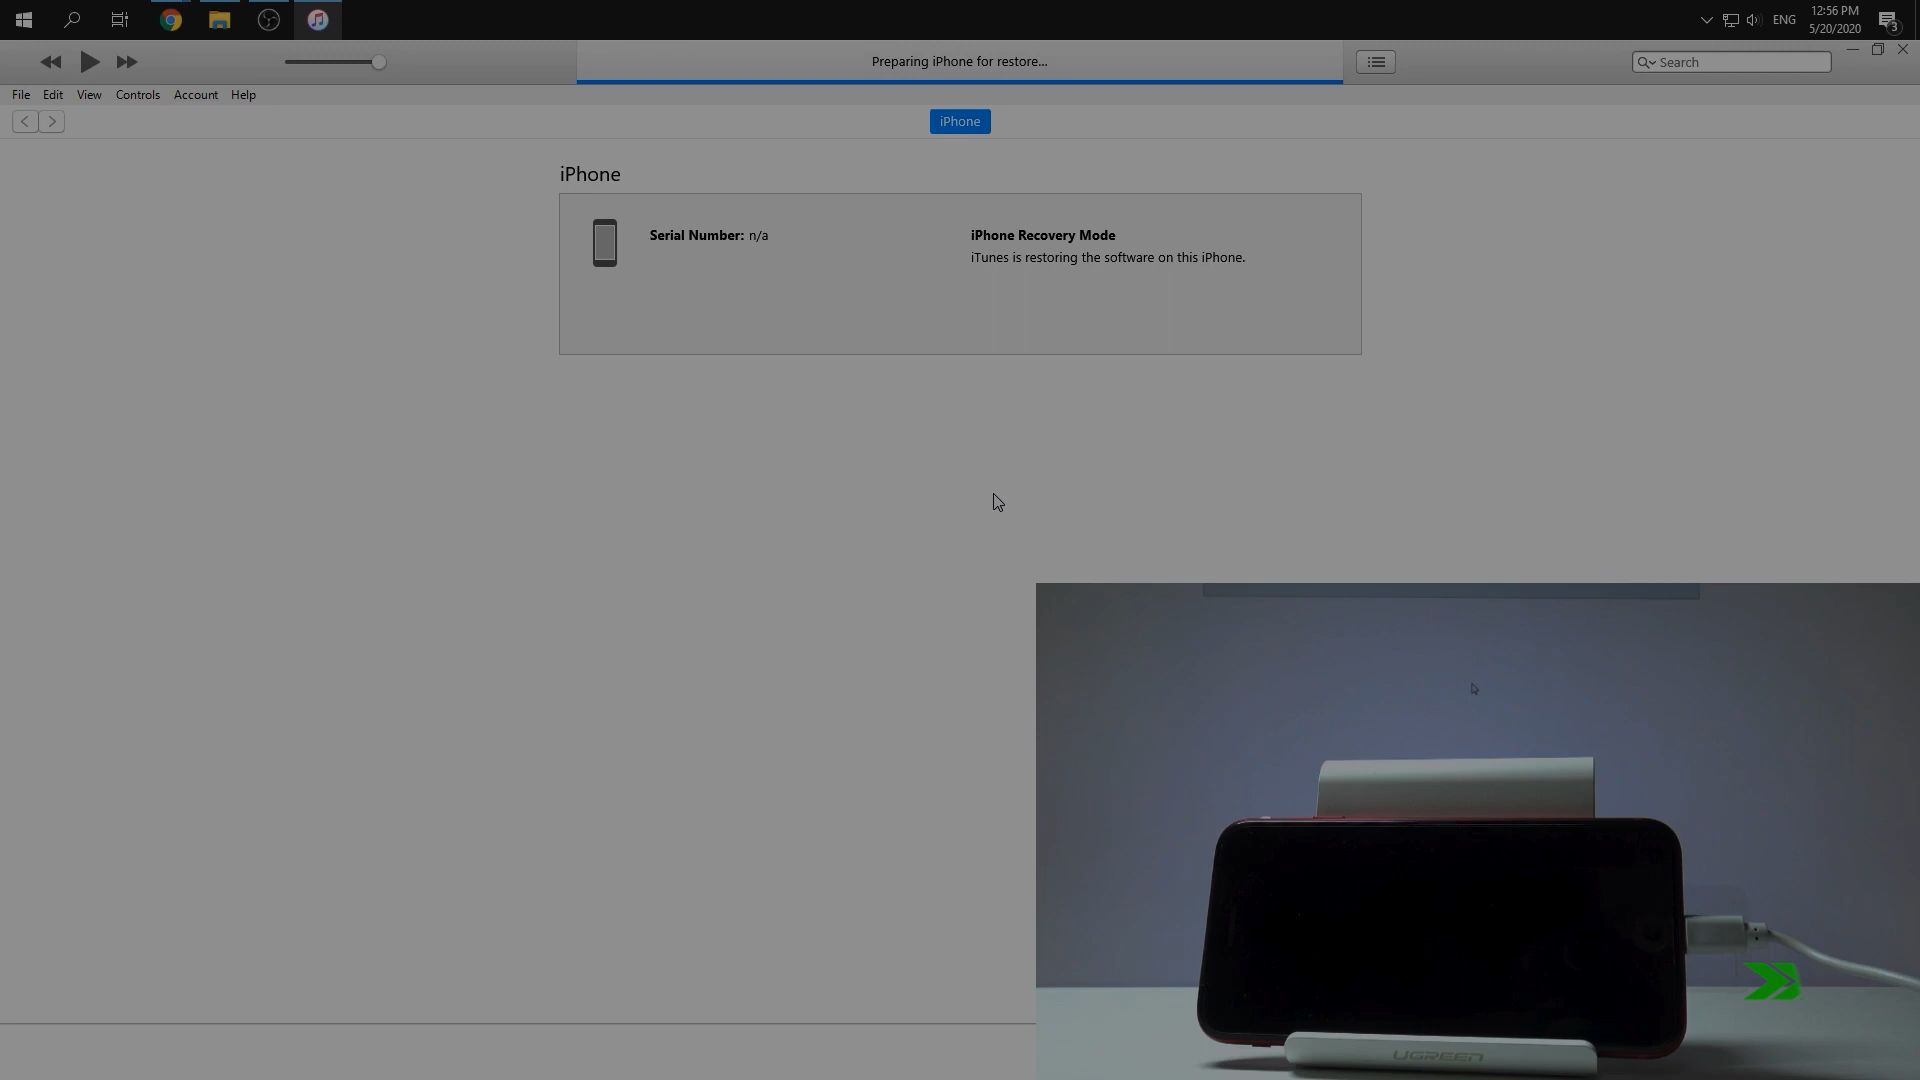 12:56 PM
ENG
5/20/2020
3
Preparing iPhone for restore...
Search
File Edit View Controls Account Help
iPhone
iPhone
Serial Number: n/a
iPhone Recovery Mode
iTunes is restoring the software on this iPhone.
UGREEN